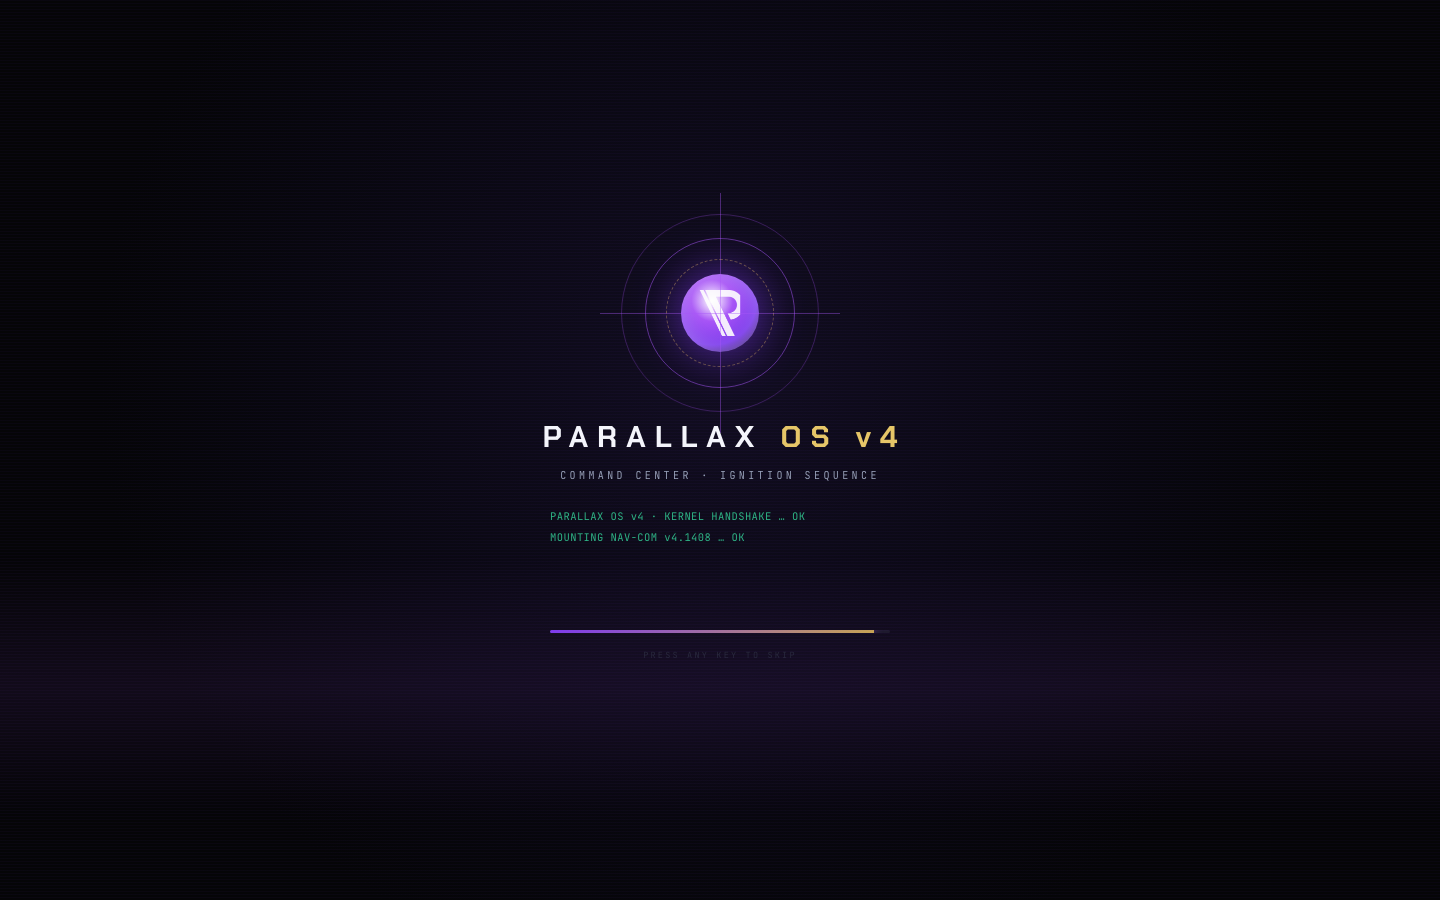 PARALLAX OS v4
COMMAND CENTER · IGNITION SEQUENCE
PARALLAX OS v4 · KERNEL HANDSHAKE … OK
MOUNTING NAV-COM v4.1408 … OK
PRESS ANY KEY TO SKIP